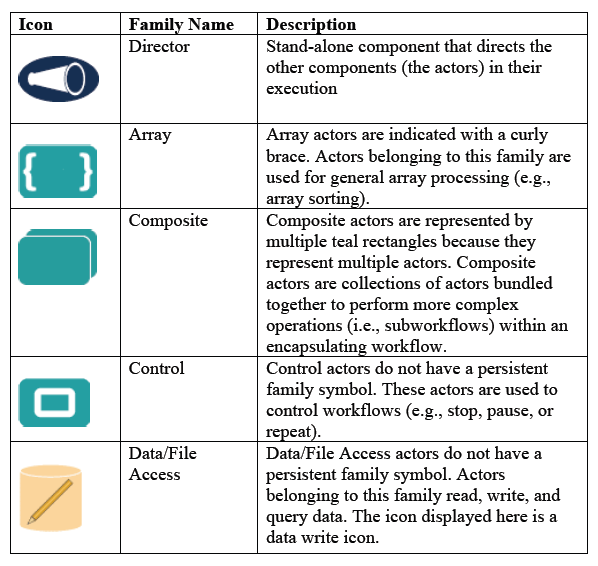 Icon Family Name Description
Director Stand-alone component that directs the
other components (the actors) in their
execution
Array Array actors are indicated with a curly
brace. Actors belonging to this family are
used for general array processing (e.g.,
array sorting).
Composite Composite actors are represented by
multiple teal rectangles because they
represent multiple actors. Composite
actors are collections of actors bundled
together to perform more complex
operations (i.e., subworkflows) within an
encapsulating workflow.
Control Control actors do not have a persistent
family symbol. These actors are used to
control workflows (e.g., stop, pause, or
repeat).
Data/File Data/File Access actors do not have a
Access persistent family symbol. Actors
belonging to this family read, write, and
query data. The icon displayed here is a
data write icon.